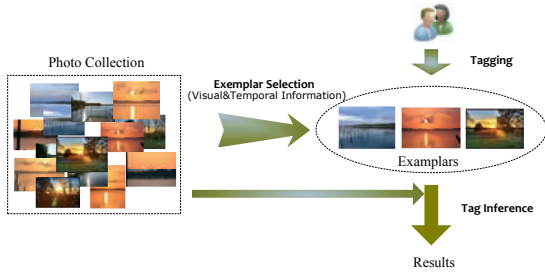 Photo Collection
Exemplar Selection
(Visual&Temporal Information)
Tagging
Examplars
Tag Inference
Results